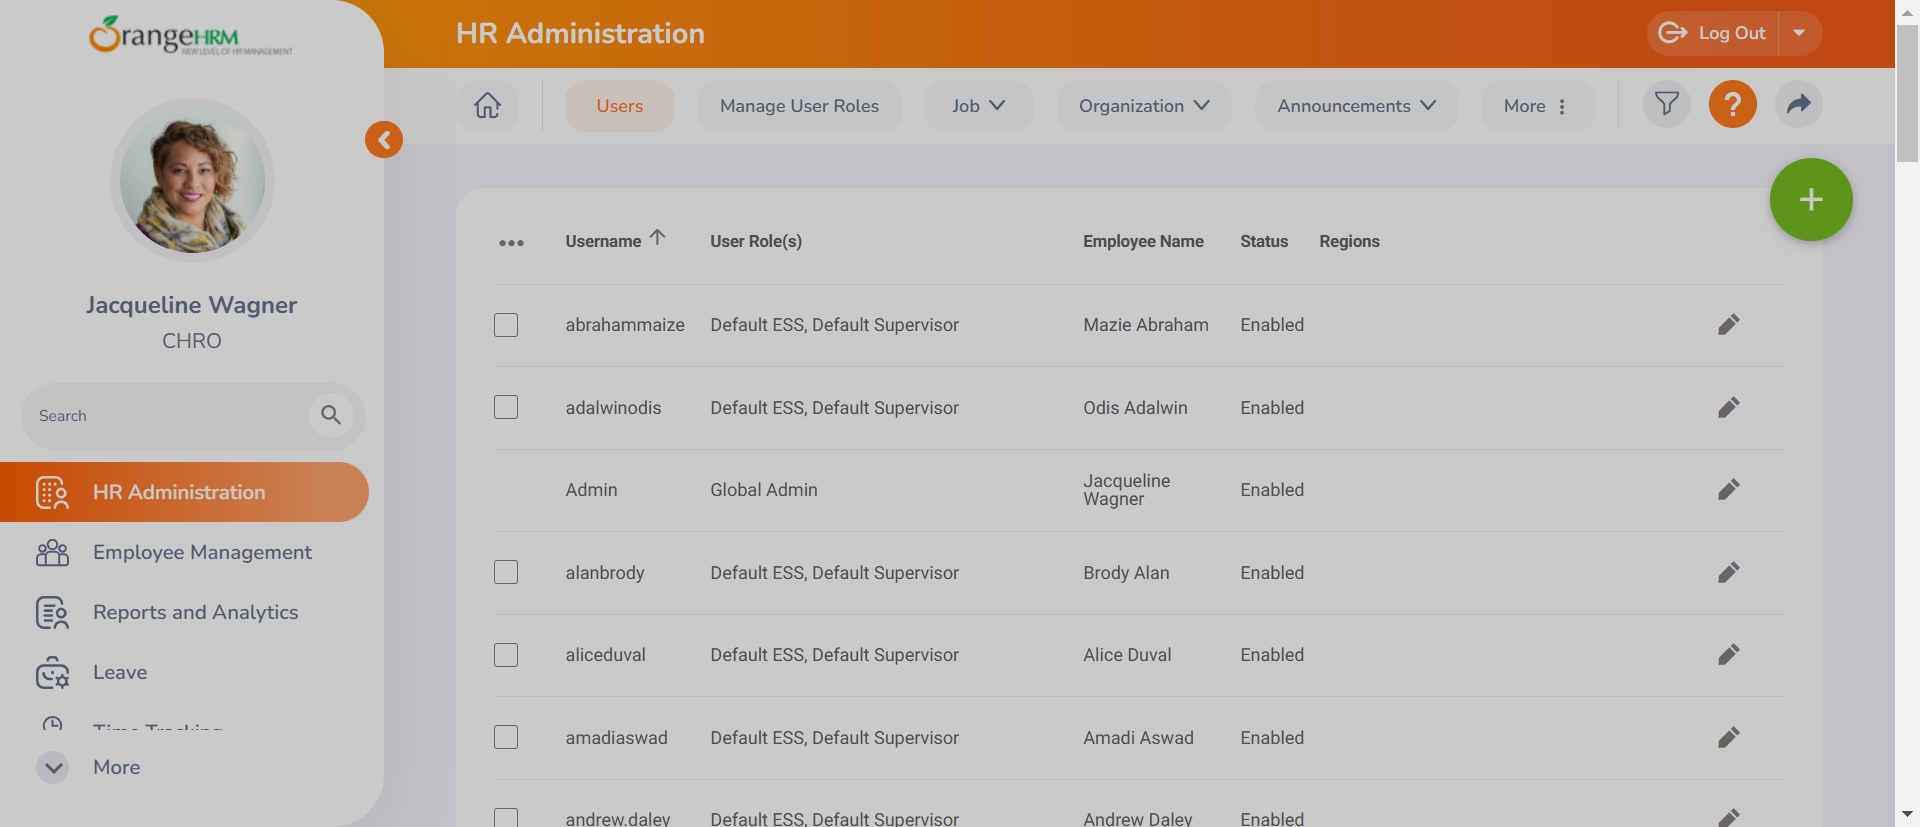 OrangeHRM
NEW LEVEL OF HR MANAGEMENT
HR Administration
Log Out
Users
Manage User Roles
Job
Organization
Announcements
More
?
Jacqueline Wagner
CHRO
Search
HR Administration
Employee Management
Reports and Analytics
Leave
Time Tracking
More
Username User Role(s) Employee Name Status Regions
abrahammaize Default ESS, Default Supervisor Mazie Abraham Enabled
adalwinodis Default ESS, Default Supervisor Odis Adalwin Enabled
Admin Global Admin Jacqueline Wagner Enabled
alanbrody Default ESS, Default Supervisor Brody Alan Enabled
aliceduval Default ESS, Default Supervisor Alice Duval Enabled
amadiaswad Default ESS, Default Supervisor Amadi Aswad Enabled
andrew.daley Default ESS, Default Supervisor Andrew Daley Enabled